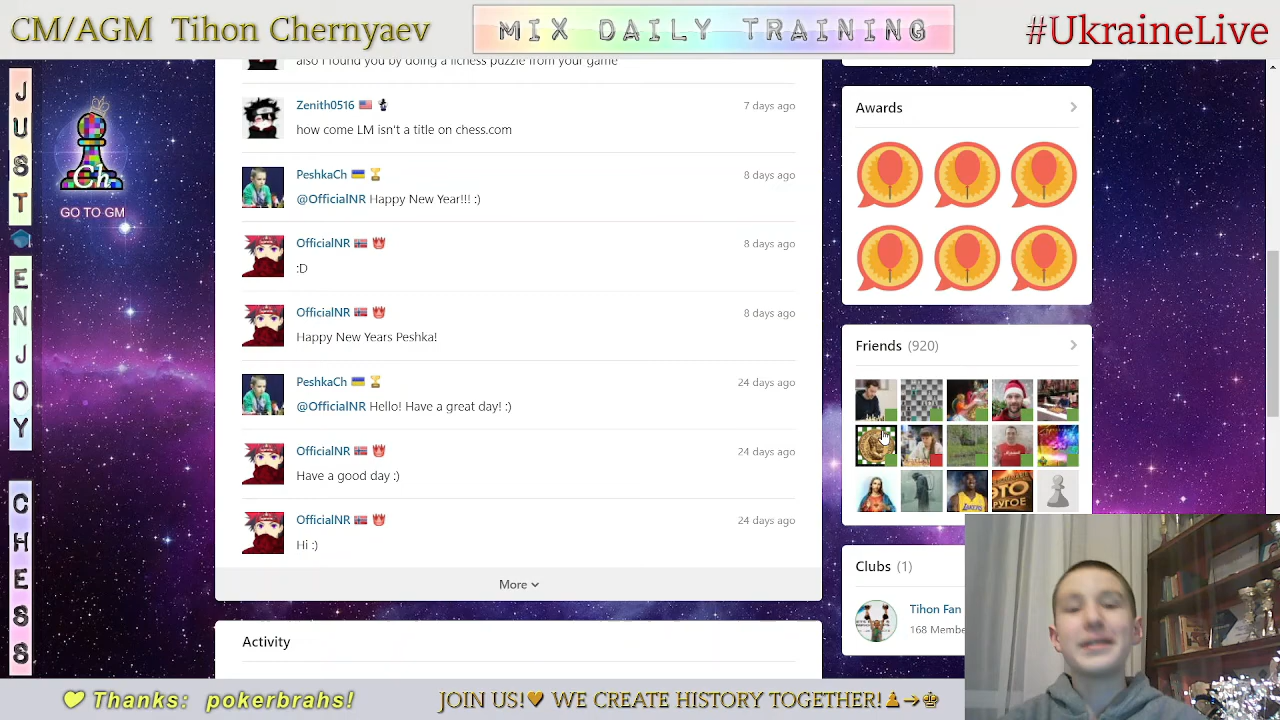 CM/AGM Tihon Chernyaev
MIX DAILY TRAINING
#UkraineLive
JUST
ENJOY
CHESS
Ch
GO TO GM
also I found you by doing a lichess puzzle from your game
Zenith0516
7 days ago
how come LM isn't a title on chess.com
PeshkaCh
8 days ago
@OfficialNR Happy New Year!!! :)
OfficialNR
8 days ago
:D
OfficialNR
8 days ago
Happy New Years Peshka!
PeshkaCh
24 days ago
@OfficialNR Hello! Have a great day! :)
OfficialNR
24 days ago
good day :)
OfficialNR
24 days ago
Hi :)
More
Activity
Awards
Friends (920)
LAKERS
ЭТО
ДРУГОЕ
Clubs (1)
Tihon Fan
168 Membe
Thanks: pokerbrahs!
JOIN US! WE CREATE HISTORY TOGETHER!